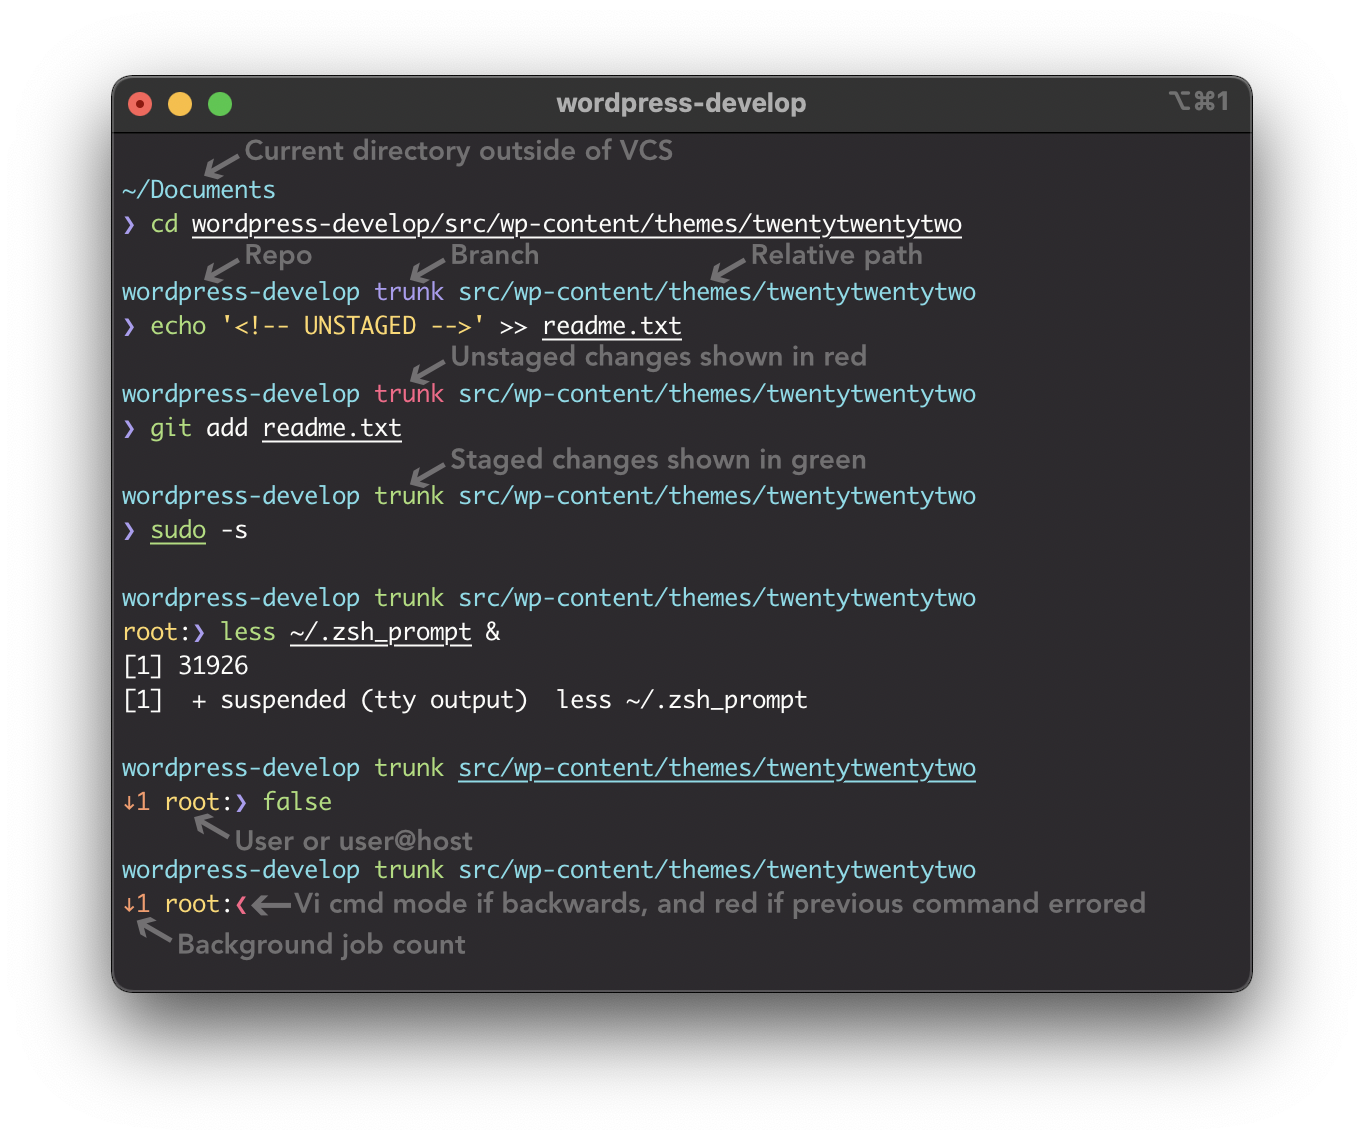 wordpress-develop ⌥⌘1
Current directory outside of VCS
~/Documents
❯ cd wordpress-develop/src/wp-content/themes/twentytwentytwo
Repo Branch Relative path
wordpress-develop trunk src/wp-content/themes/twentytwentytwo
❯ echo '<!-- UNSTAGED -->' >> readme.txt
Unstaged changes shown in red
wordpress-develop trunk src/wp-content/themes/twentytwentytwo
❯ git add readme.txt
Staged changes shown in green
wordpress-develop trunk src/wp-content/themes/twentytwentytwo
❯ sudo -s
wordpress-develop trunk src/wp-content/themes/twentytwentytwo
root:❯ less ~/.zsh_prompt &
[1] 31926
[1]  + suspended (tty output)  less ~/.zsh_prompt
wordpress-develop trunk src/wp-content/themes/twentytwentytwo
↓1 root:❯ false
User or user@host
wordpress-develop trunk src/wp-content/themes/twentytwentytwo
↓1 root:❮ Vi cmd mode if backwards, and red if previous command errored
Background job count